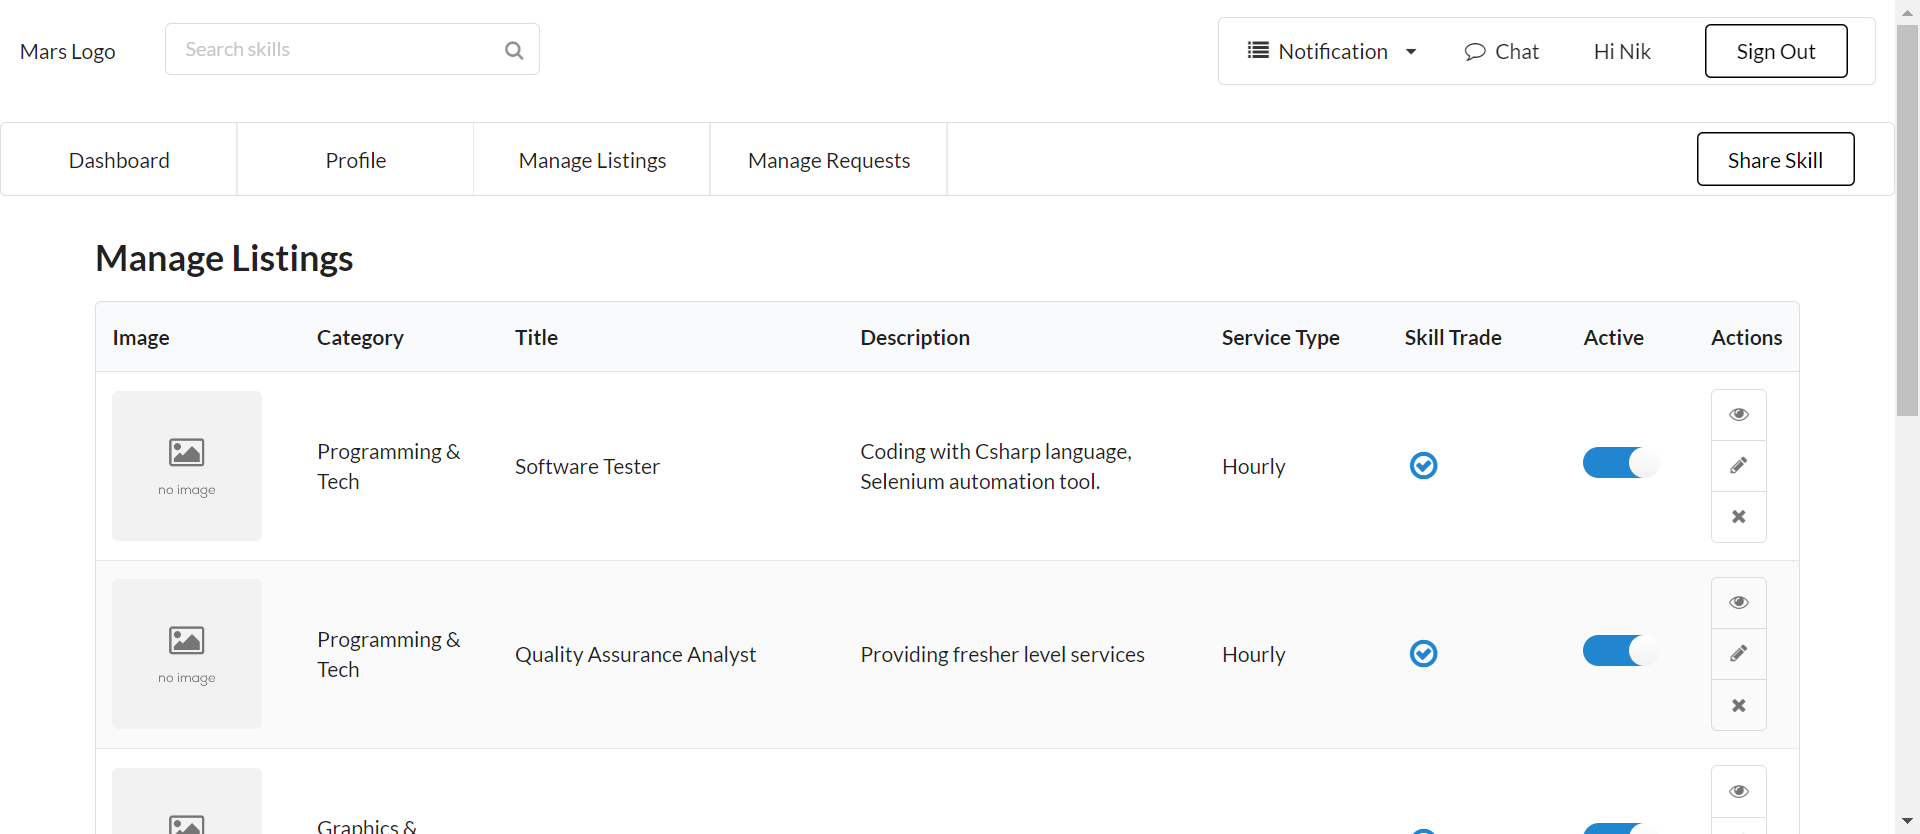 Mars Logo
Search skills
Notification
Chat
Hi Nik
Sign Out
Dashboard
Profile
Manage Listings
Manage Requests
Share Skill
Manage Listings
Image
Category
Title
Description
Service Type
Skill Trade
Active
Actions
no image
Programming &
Tech
Software Tester
Coding with Csharp language,
Selenium automation tool.
Hourly
no image
Programming &
Tech
Quality Assurance Analyst
Providing fresher level services
Hourly
Graphics &